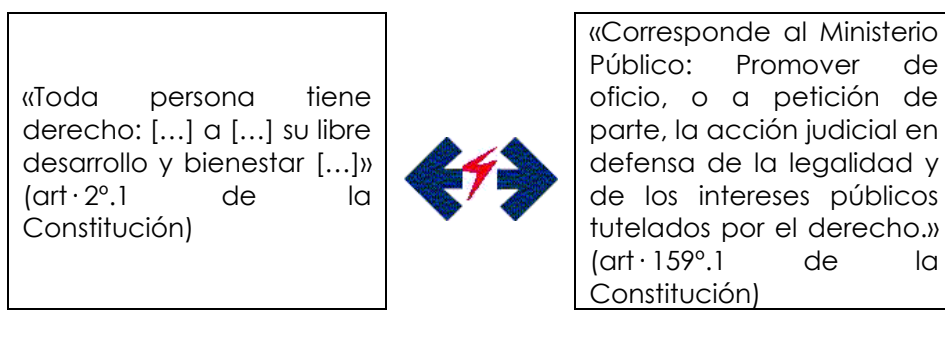 «Toda persona tiene
derecho: […] a […] su libre
desarrollo y bienestar […]»
(art· 2º.1 de la
Constitución)
«Corresponde al Ministerio
Público: Promover de
oficio, o a petición de
parte, la acción judicial en
defensa de la legalidad y
de los intereses públicos
tutelados por el derecho.»
(art· 159º.1 de la
Constitución)